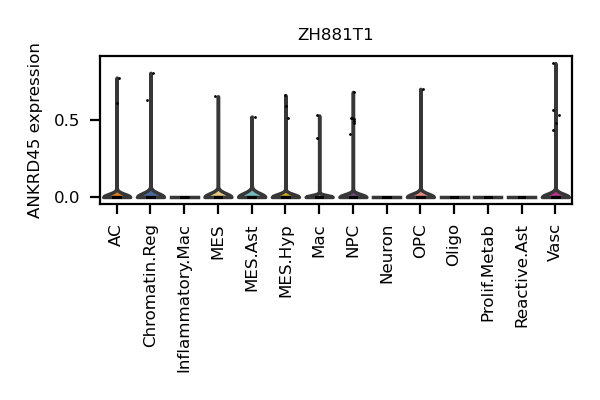 ZH881T1
ANKRD45 expression
0.5
0.0
AC
Chromatin.Reg
Inflammatory.Mac
MES
MES.Ast
MES.Hyp
Mac
NPC
Neuron
OPC
Oligo
Prolif.Metab
Reactive.Ast
Vasc